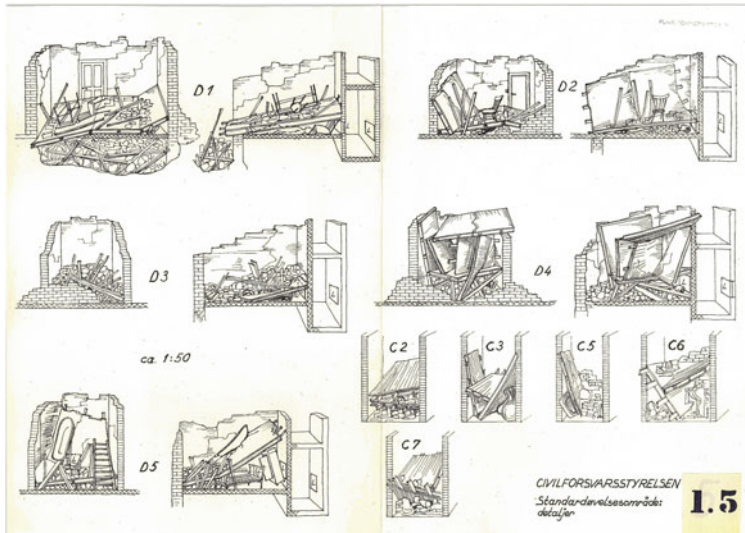 D1
D2
D3
D4
ca. 1:50
C2
C3
C5
C6
D5
C7
CIVILFORSVARSSTYRELSEN
Standardøvelsesområde:
detaljer
1.5